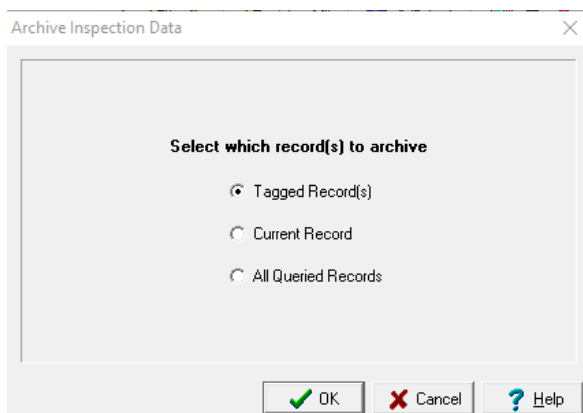 Archive Inspection Data
Select which record(s) to archive
Tagged Record(s)
Current Record
All Queried Records
OK Cancel Help